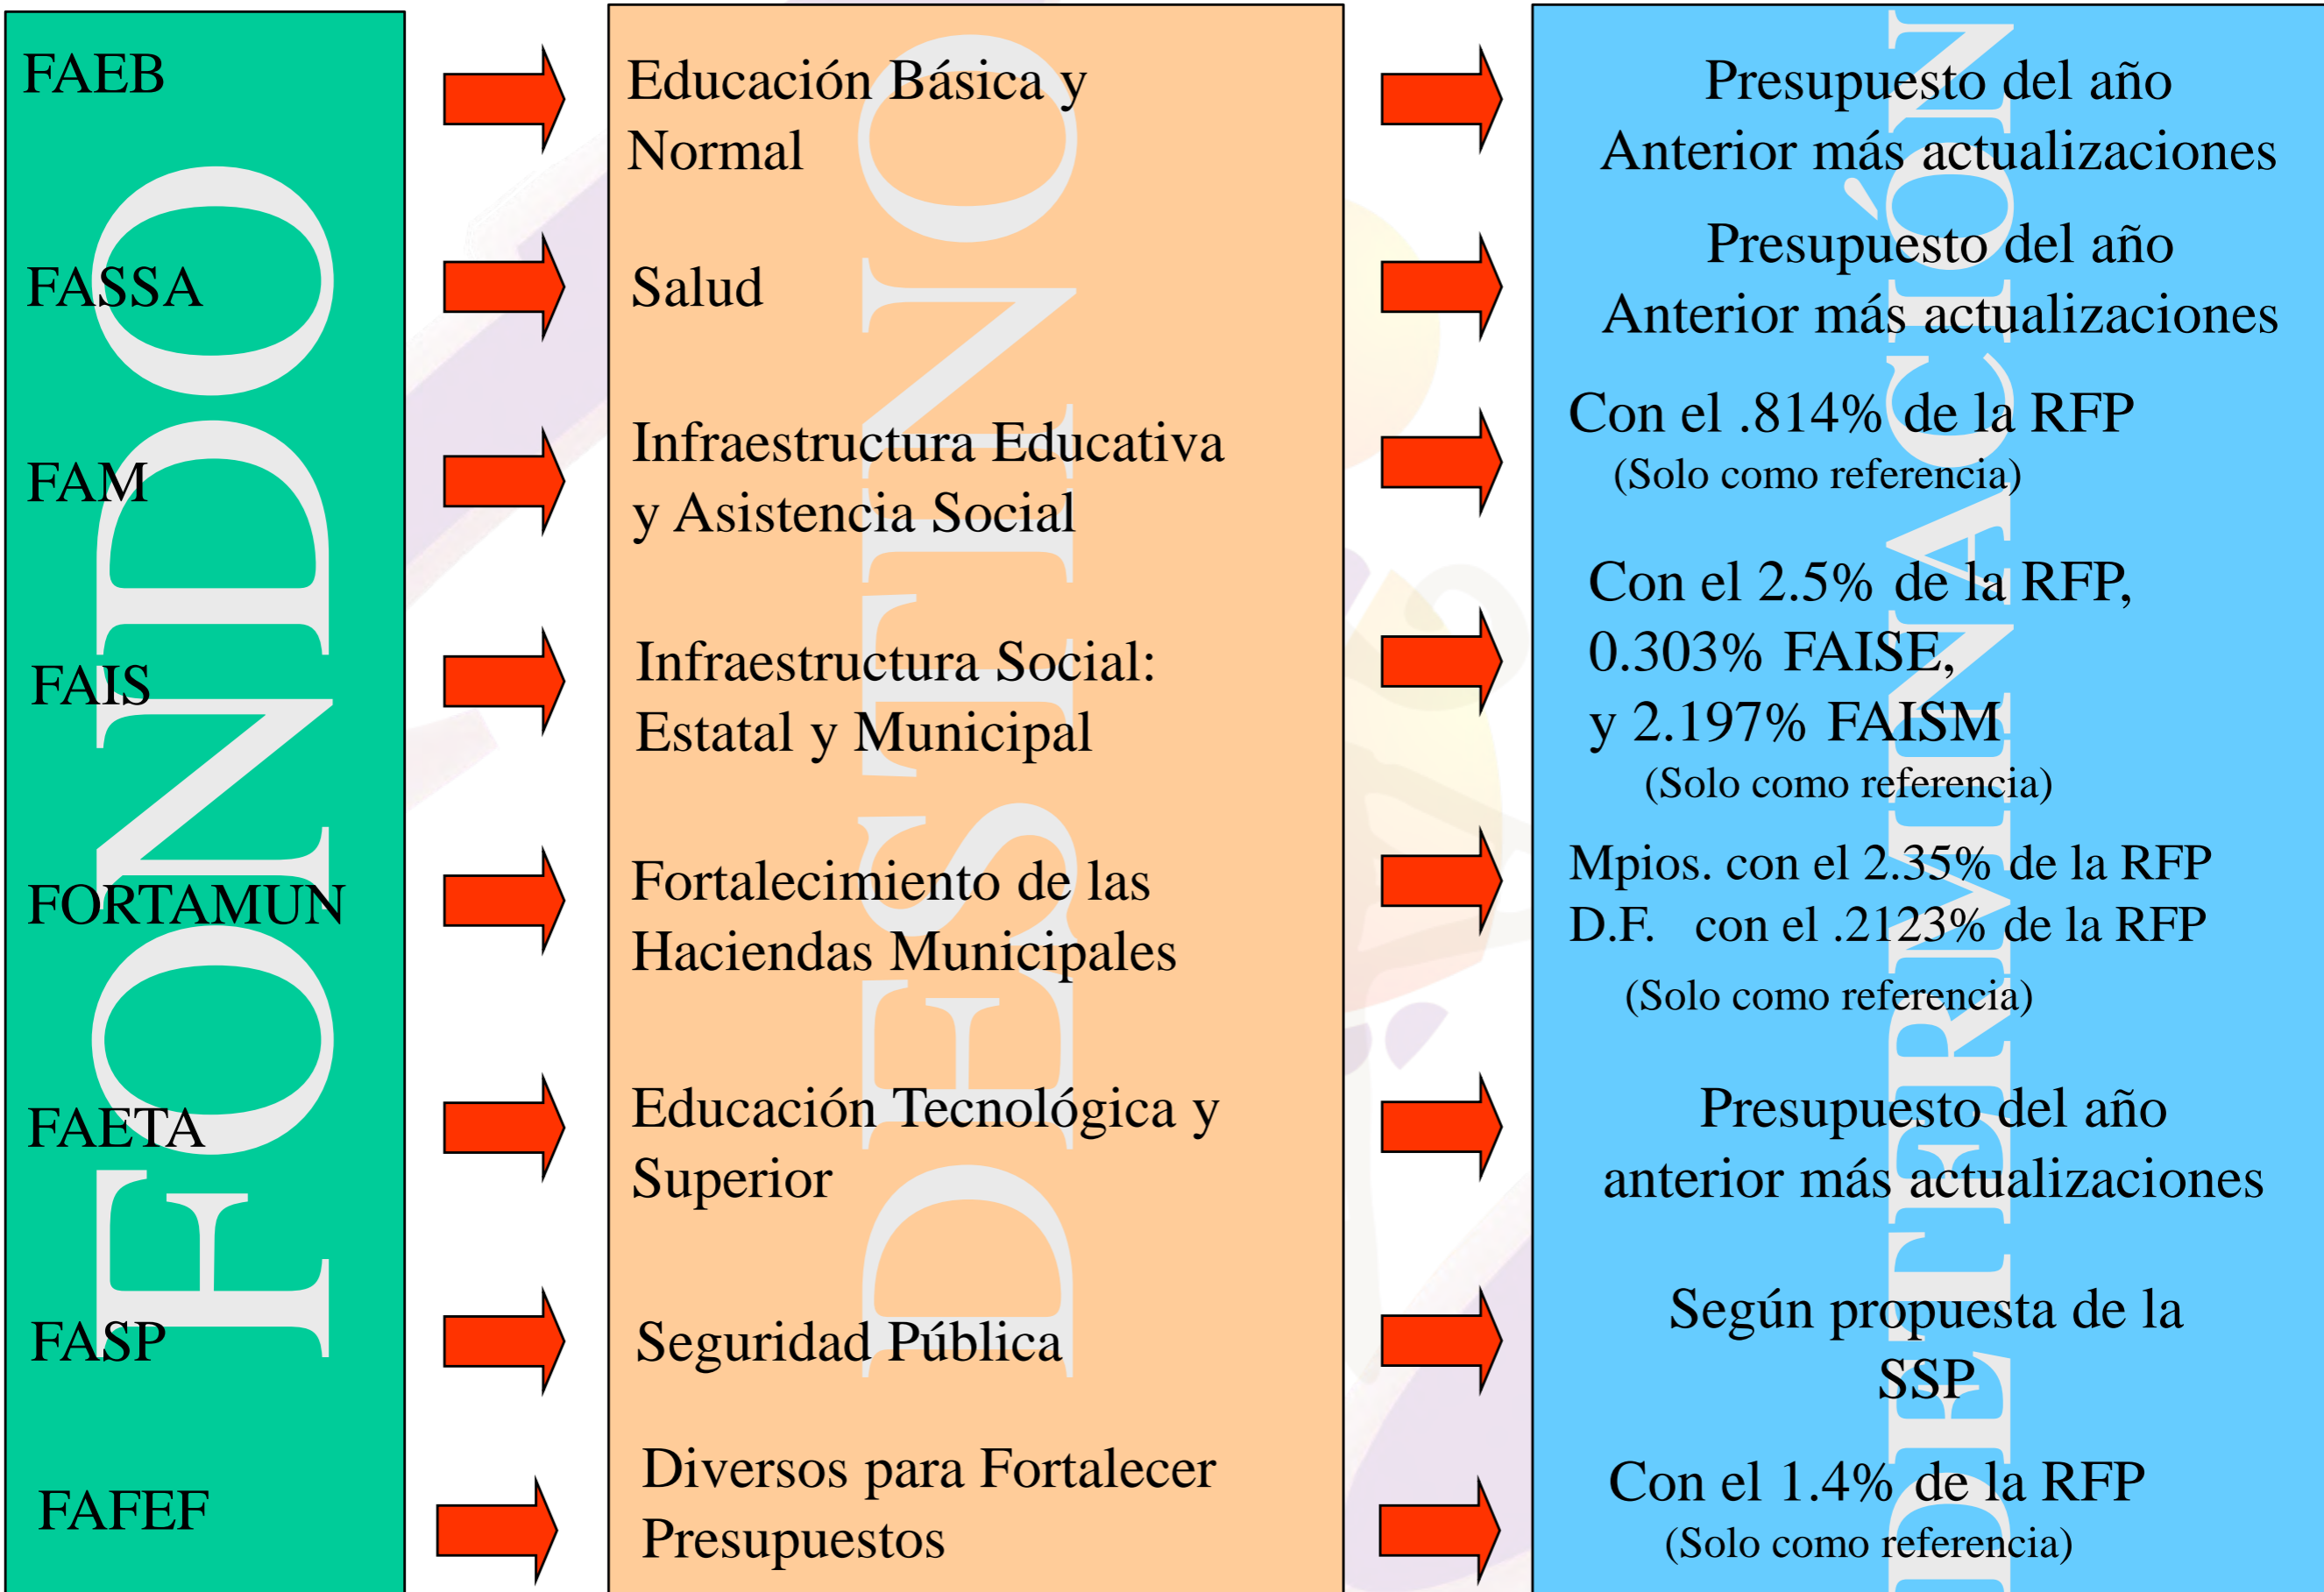 FONDO
DESTINO
DETERMINACIÓN
FAEB
Educación Básica y
Normal
Presupuesto del año
Anterior más actualizaciones
FASSA
Salud
Presupuesto del año
Anterior más actualizaciones
FAM
Infraestructura Educativa
y Asistencia Social
Con el .814% de la RFP
(Solo como referencia)
FAIS
Infraestructura Social:
Estatal y Municipal
Con el 2.5% de la RFP,
0.303% FAISE,
y 2.197% FAISM
(Solo como referencia)
FORTAMUN
Fortalecimiento de las
Haciendas Municipales
Mpios. con el 2.35% de la RFP
D.F. con el .2123% de la RFP
(Solo como referencia)
FAETA
Educación Tecnológica y
Superior
Presupuesto del año
anterior más actualizaciones
FASP
Seguridad Pública
Según propuesta de la
SSP
FAFEF
Diversos para Fortalecer
Presupuestos
Con el 1.4% de la RFP
(Solo como referencia)